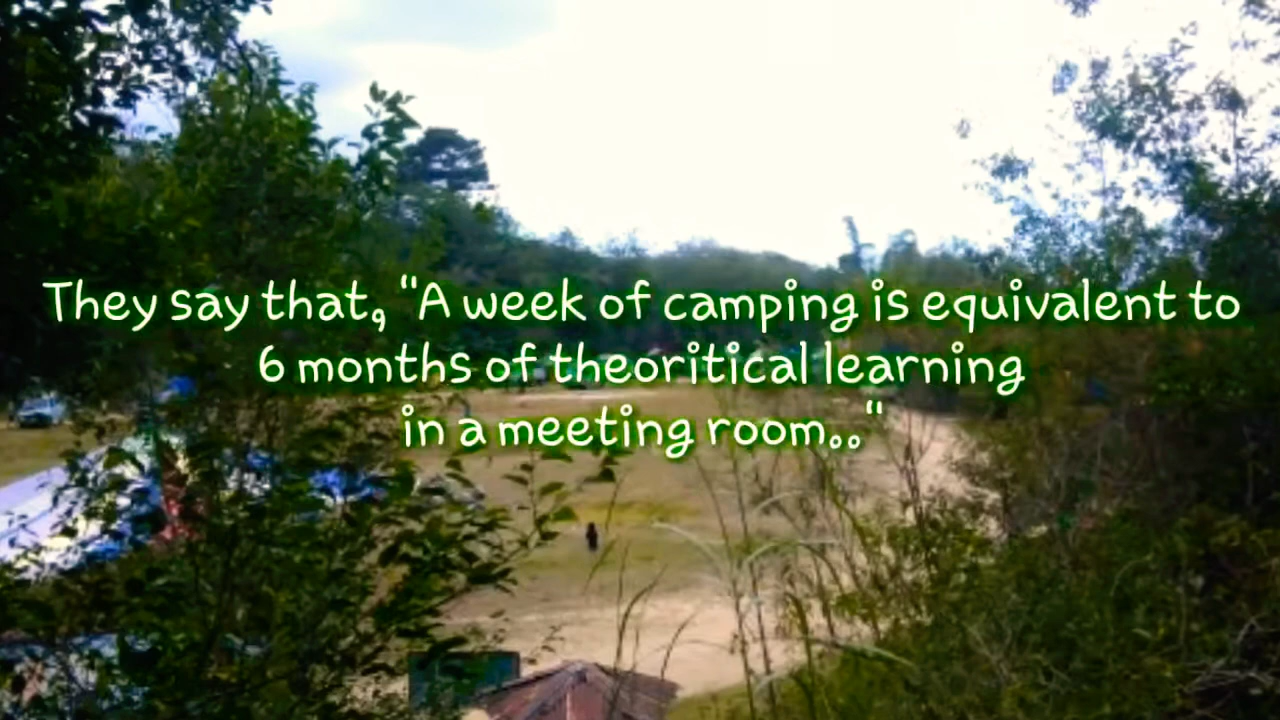 They say that, "A week of camping is equivalent to
6 months of theoritical learning
in a meeting room.."